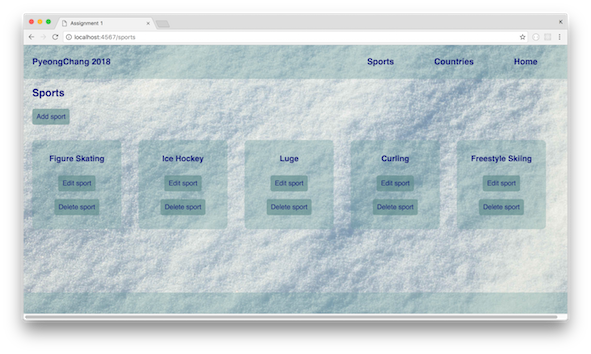 Assignment 1
localhost:4567/sports
PyeongChang 2018
Sports
Countries
Home
Sports
Add sport
Figure Skating
Edit sport
Delete sport
Ice Hockey
Edit sport
Delete sport
Luge
Edit sport
Delete sport
Curling
Edit sport
Delete sport
Freestyle Skiing
Edit sport
Delete sport